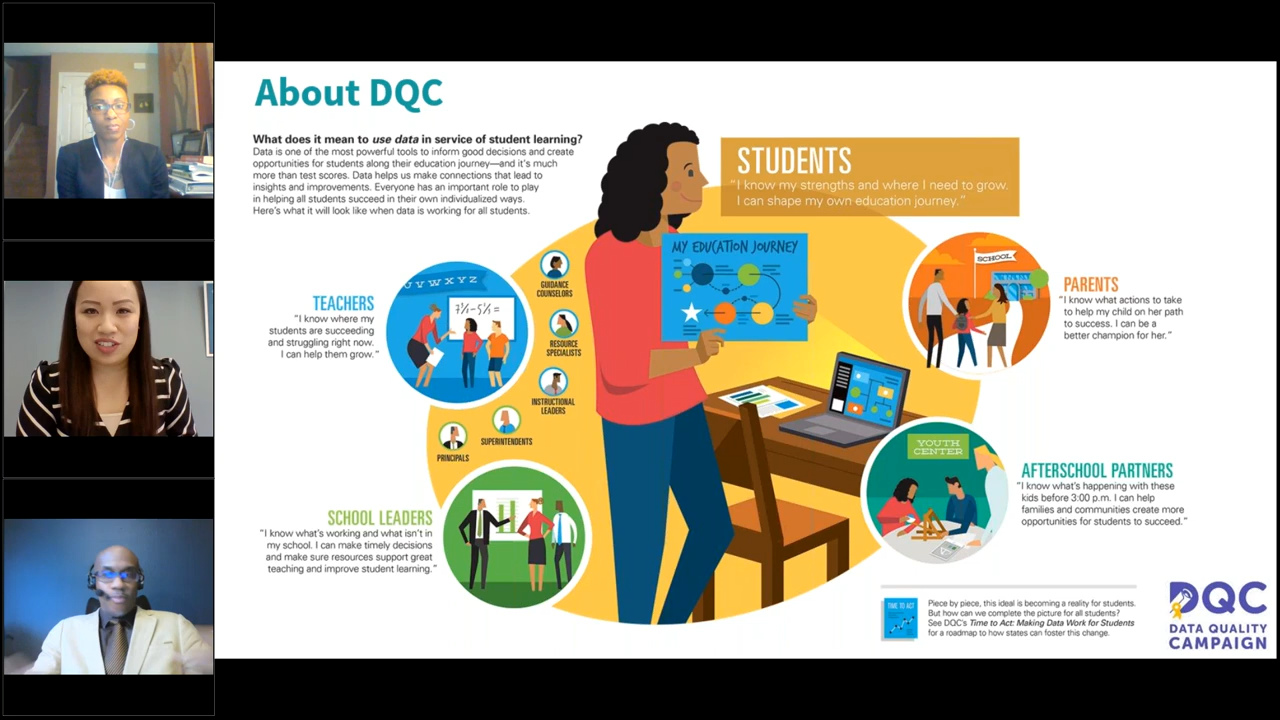 About DQC
What does it mean to use data in service of student learning?
Data is one of the most powerful tools to inform good decisions and create
opportunities for students along their education journey—and it's much
more than test scores. Data helps us make connections that lead to
insights and improvements. Everyone has an important role to play
in helping all students succeed in their own individualized ways.
Here's what it will look like when data is working for all students.
STUDENTS
"I know my strengths and where I need to grow.
I can shape my own education journey."
MY EDUCATION JOURNEY
TEACHERS
"I know where my
students are succeeding
and struggling right now.
I can help them grow."
UVWXYZ
GUIDANCE
COUNSELORS
RESOURCE
SPECIALISTS
INSTRUCTIONAL
LEADERS
SUPERINTENDENTS
PRINCIPALS
SCHOOL
PARENTS
"I know what actions to take
to help my child on her path
to success. I can be a
better champion for her."
SCHOOL LEADERS
"I know what's working and what isn't in
my school. I can make timely decisions
and make sure resources support great
teaching and improve student learning."
YOUTH
CENTER
AFTERSCHOOL PARTNERS
"I know what's happening with these
kids before 3:00 p.m. I can help
families and communities create more
opportunities for students to succeed."
TIME TO ACT
Piece by piece, this ideal is becoming a reality for students.
But how can we complete the picture for all students?
See DQC's Time to Act: Making Data Work for Students
for a roadmap to how states can foster this change.
DQC
DATA QUALITY
CAMPAIGN